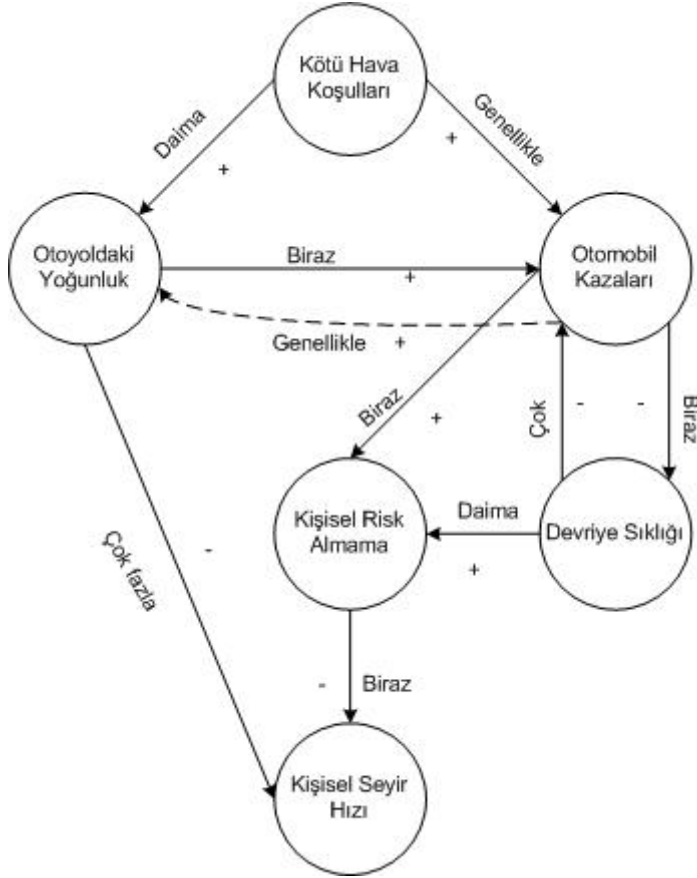 Kötü Hava
Koşulları
Daima
+
Genellikle
+
Otoyoldaki
Yoğunluk
Biraz
+
Otomobil
Kazaları
Genellikle
+
Biraz
+
Çok
-
-
Biraz
Kişisel Risk
Almama
Daima
+
Devriye Sıklığı
Çok fazla
-
-
Biraz
Kişisel Seyir
Hızı